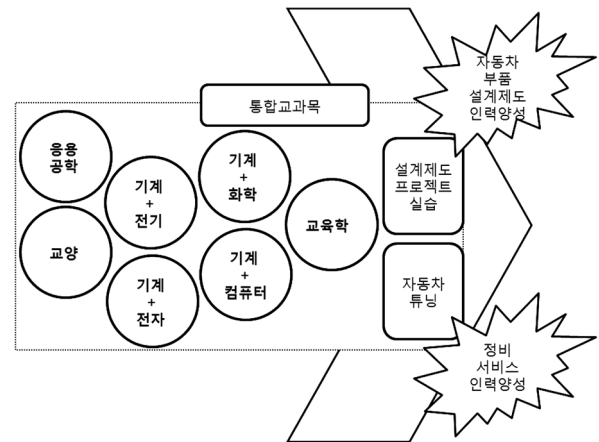 자동차
부품
설계제도
인력양성
통합교과목
응용
공학
기계
+
전기
기계
+
화학
교육학
설계제도
프로젝트
실습
교양
기계
+
전자
기계
+
컴퓨터
자동차
튜닝
정비
서비스
인력양성